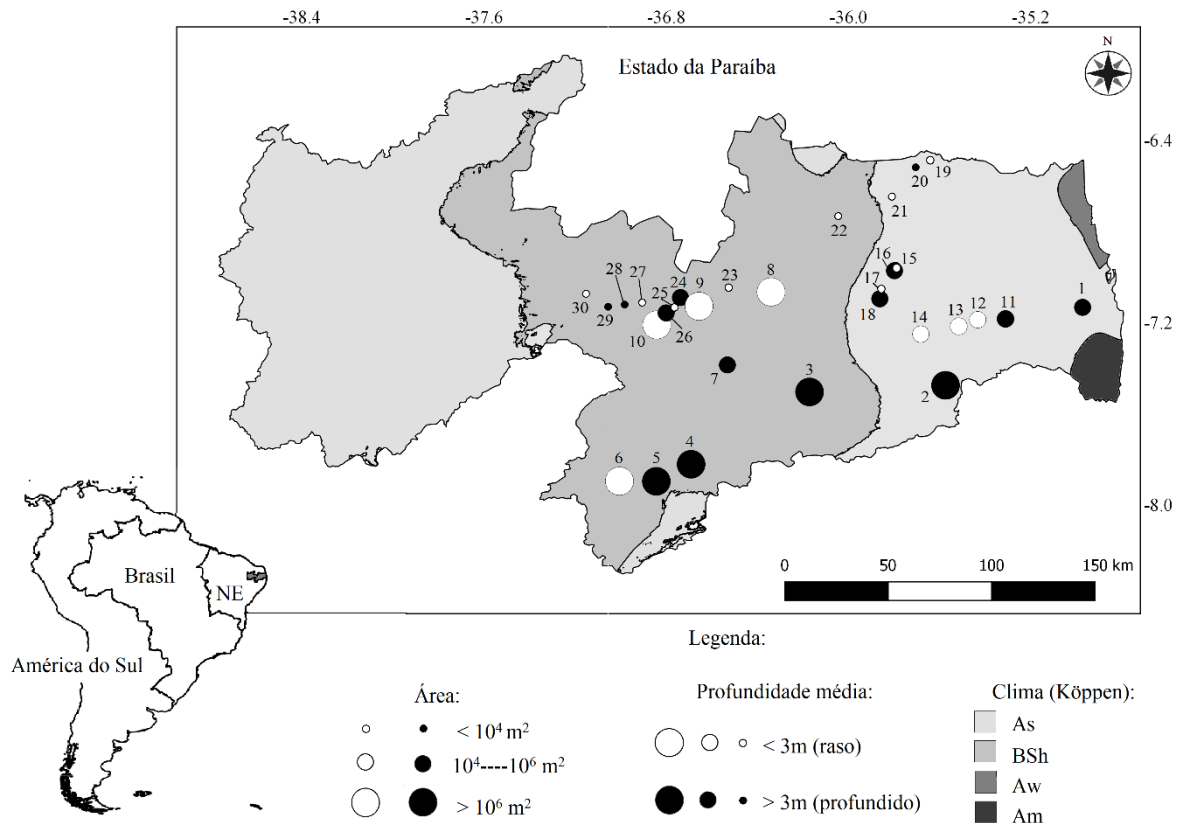 -38.4 -37.6 -36.8 -36.0 -35.2
Estado da Paraíba
N
-6.4
19
20
21
22
16 15
28 27 24 23 8
30 25 9 17
29 18 1
26 13 12 11
10 14
-7.2
7 3
2
4
6 5
-8.0
0 50 100 150 km
Brasil
NE
América do Sul
Legenda:
Área:
< 10⁴ m²
10⁴----10⁶ m²
> 10⁶ m²
Profundidade média:
< 3m (raso)
> 3m (profundido)
Clima (Köppen):
As
BSh
Aw
Am